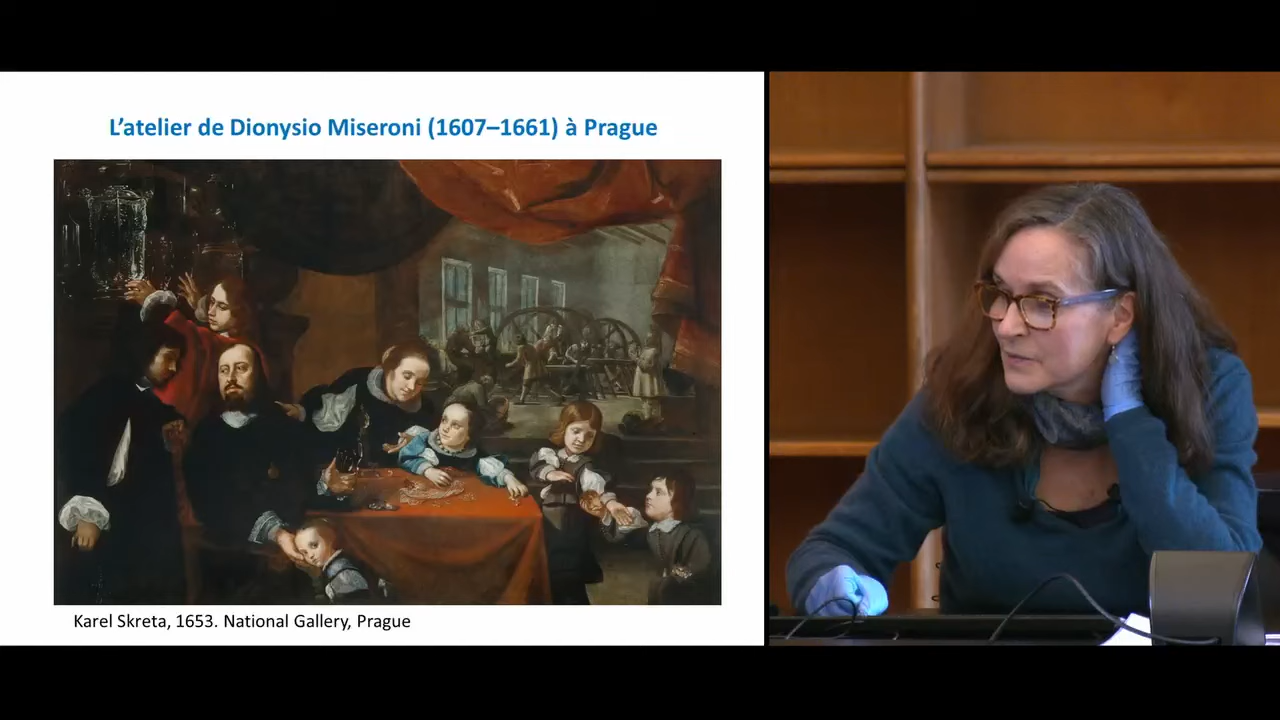 L’atelier de Dionysio Miseroni (1607–1661) à Prague
Karel Skreta, 1653. National Gallery, Prague